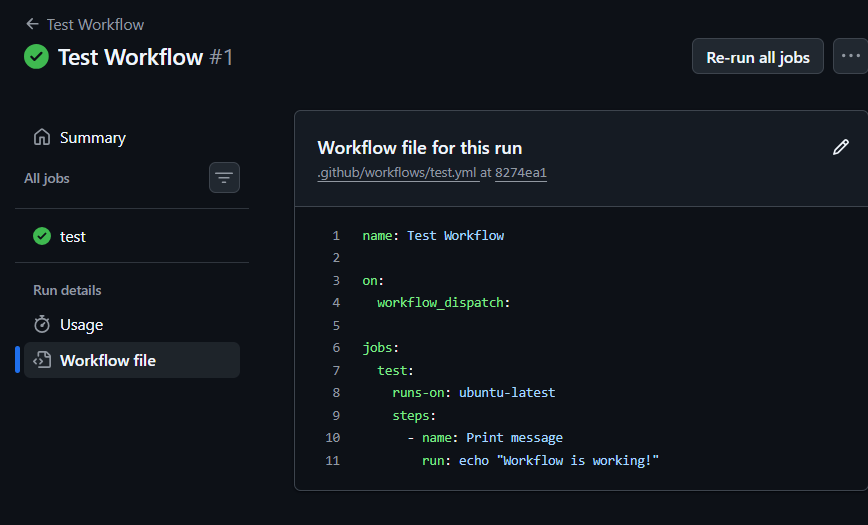 Test Workflow
Test Workflow #1
Re-run all jobs
Summary
All jobs
test
Run details
Usage
Workflow file
Workflow file for this run
.github/workflows/test.yml at 8274ea1
1 name: Test Workflow
2
3 on:
4   workflow_dispatch:
5
6 jobs:
7   test:
8     runs-on: ubuntu-latest
9     steps:
10       - name: Print message
11         run: echo "Workflow is working!"